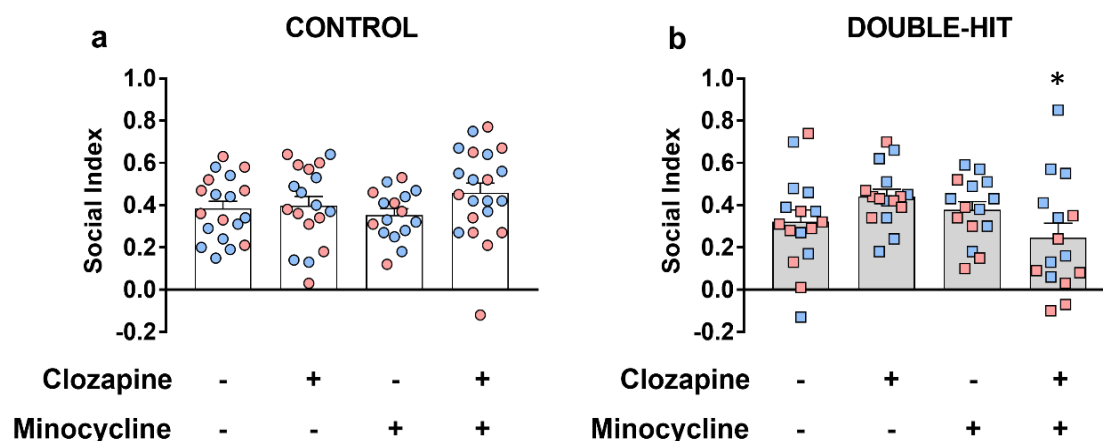 a CONTROL
Social Index
1.0
0.8
0.6
0.4
0.2
0.0
-0.2
Clozapine - + - +
Minocycline - - + +
b DOUBLE-HIT
Social Index
1.0
0.8
0.6
0.4
0.2
0.0
-0.2
*
Clozapine - + - +
Minocycline - - + +